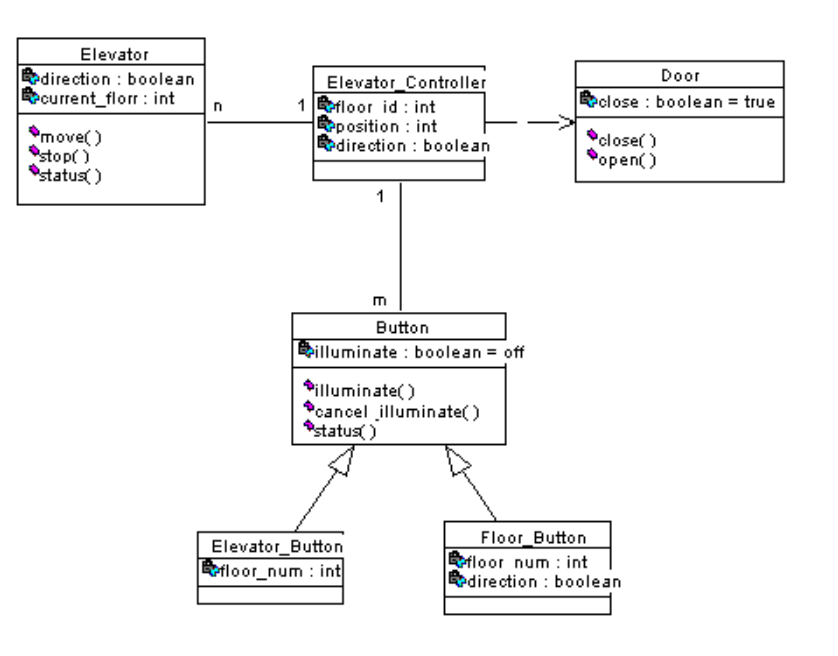 Elevator
direction : boolean
current_florr : int
move( )
stop( )
status( )
n
1
Elevator_Controller
floor_id : int
position : int
direction : boolean
Door
close : boolean = true
close( )
open( )
1
m
Button
illuminate : boolean = off
illuminate( )
cancel_illuminate( )
status( )
Elevator_Button
floor_num : int
Floor_Button
floor_num : int
direction : boolean